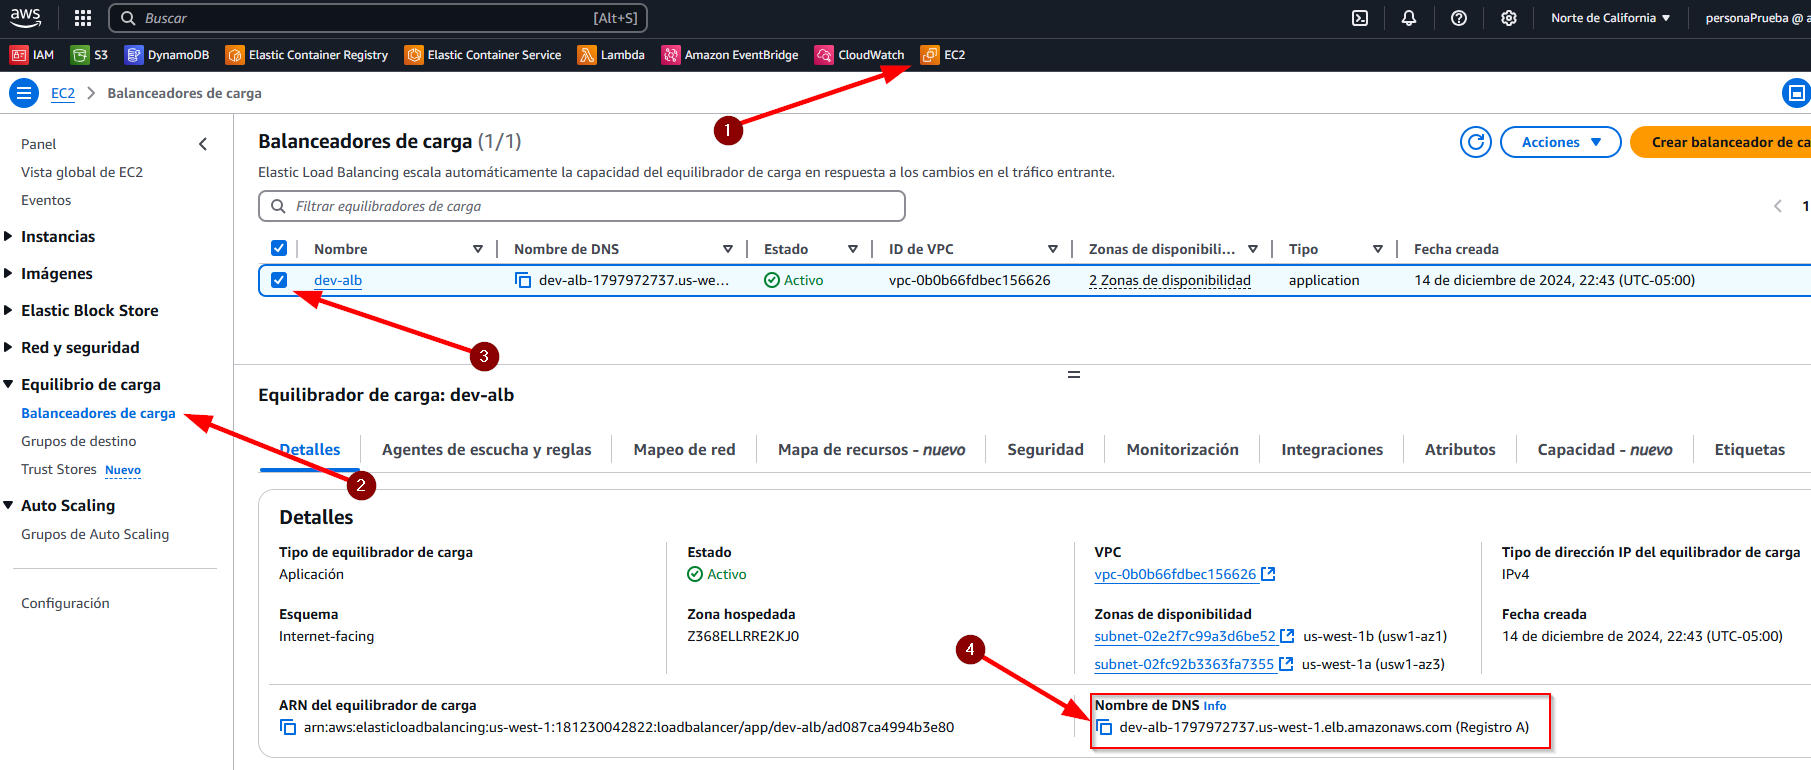 aws
Buscar
[Alt+S]
Norte de California
personaPrueba @ a
IAM
S3
DynamoDB
Elastic Container Registry
Elastic Container Service
Lambda
Amazon EventBridge
CloudWatch
EC2
EC2
Balanceadores de carga
1
Panel
Vista global de EC2
Eventos
Instancias
Imágenes
Elastic Block Store
Red y seguridad
Equilibrio de carga
Balanceadores de carga
Grupos de destino
Trust Stores Nuevo
Auto Scaling
Grupos de Auto Scaling
Configuración
Balanceadores de carga (1/1)
Acciones
Crear balanceador de ca
Elastic Load Balancing escala automáticamente la capacidad del equilibrador de carga en respuesta a los cambios en el tráfico entrante.
Filtrar equilibradores de carga
1
Nombre
Nombre de DNS
Estado
ID de VPC
Zonas de disponibili...
Tipo
Fecha creada
dev-alb
dev-alb-1797972737.us-we...
Activo
vpc-0b0b66fdbec156626
2 Zonas de disponibilidad
application
14 de diciembre de 2024, 22:43 (UTC-05:00)
3
Equilibrador de carga: dev-alb
Detalles
Agentes de escucha y reglas
Mapeo de red
Mapa de recursos - nuevo
Seguridad
Monitorización
Integraciones
Atributos
Capacidad - nuevo
Etiquetas
2
Detalles
Tipo de equilibrador de carga
Aplicación
Estado
Activo
VPC
vpc-0b0b66fdbec156626
Tipo de dirección IP del equilibrador de carga
IPv4
Esquema
Internet-facing
Zona hospedada
Z368ELLRRE2KJ0
Zonas de disponibilidad
subnet-02e2f7c99a3d6be52 us-west-1b (usw1-az1)
subnet-02fc92b3363fa7355 us-west-1a (usw1-az3)
Fecha creada
14 de diciembre de 2024, 22:43 (UTC-05:00)
4
ARN del equilibrador de carga
arn:aws:elasticloadbalancing:us-west-1:181230042822:loadbalancer/app/dev-alb/ad087ca4994b3e80
Nombre de DNS Info
dev-alb-1797972737.us-west-1.elb.amazonaws.com (Registro A)